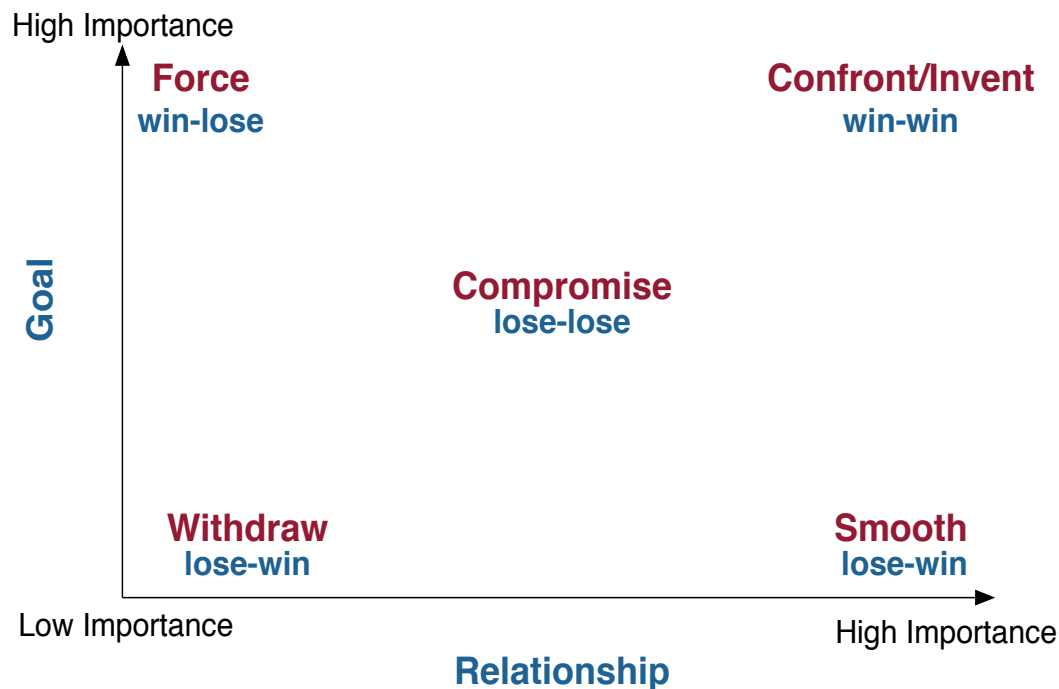 High Importance
Force
win-lose
Confront/Invent
win-win
Goal
Compromise
lose-lose
Withdraw
lose-win
Smooth
lose-win
Low Importance
High Importance
Relationship